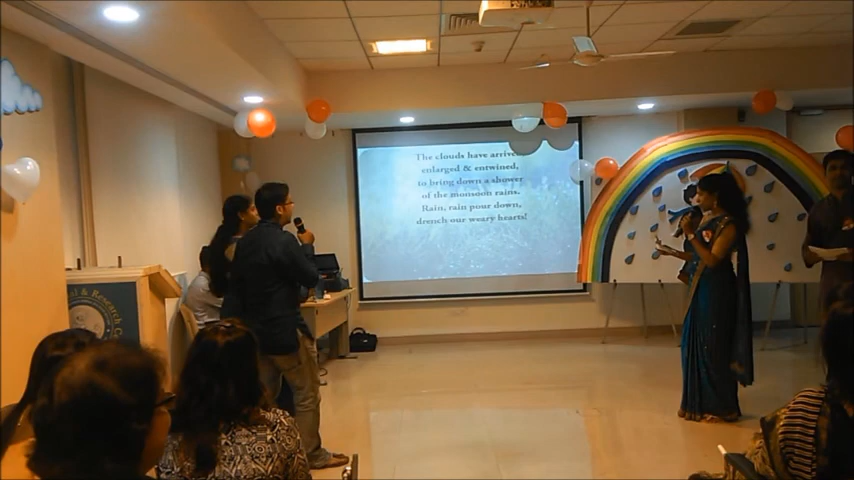 The clouds have arrived
enlarged & entwined,
to bring down a shower
of the monsoon rains.
Rain, rain pour down,
drench our weary hearts!
& Research